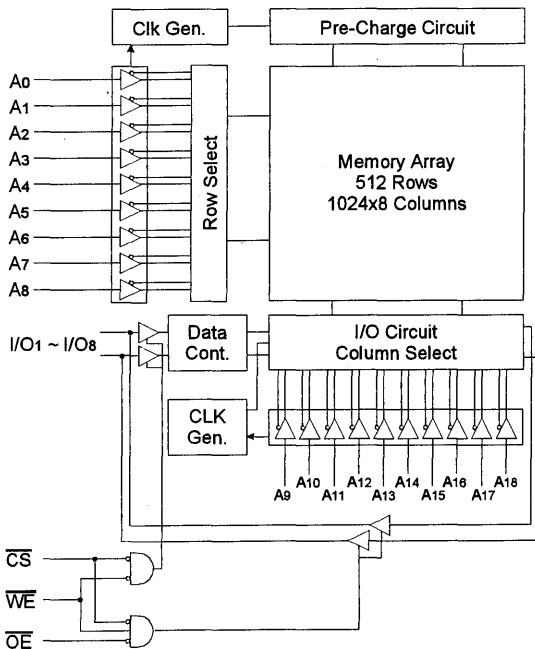 Clk Gen.
Pre-Charge Circuit
A0
A1
A2
A3
A4
A5
A6
A7
A8
Row Select
Memory Array
512 Rows
1024x8 Columns
I/O1 ~ I/O8
Data
Cont.
I/O Circuit
Column Select
CLK
Gen.
A9
A10
A11
A12
A13
A14
A15
A16
A17
A18
CS
WE
OE